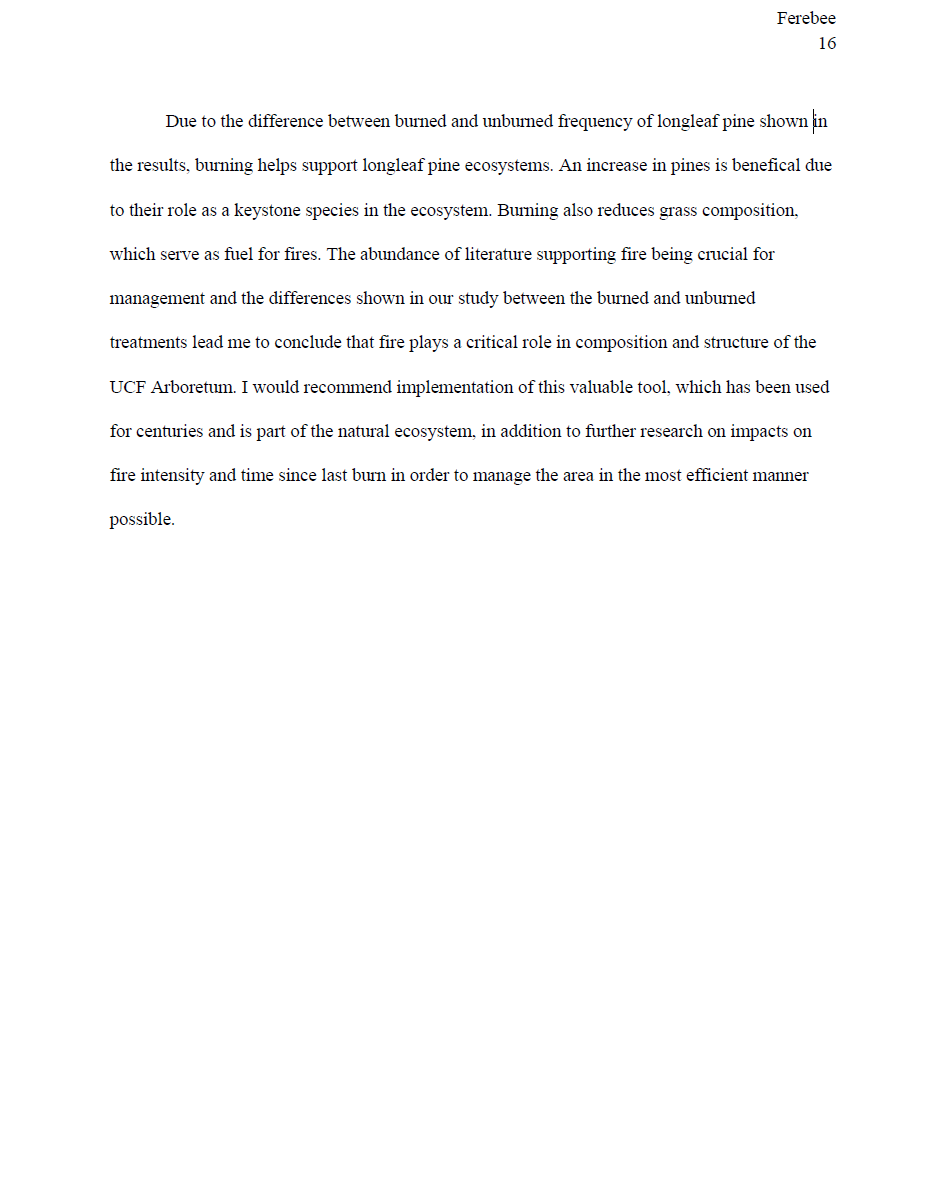 Ferebee
16
Due to the difference between burned and unburned frequency of longleaf pine shown in
the results, burning helps support longleaf pine ecosystems. An increase in pines is benefical due
to their role as a keystone species in the ecosystem. Burning also reduces grass composition,
which serve as fuel for fires. The abundance of literature supporting fire being crucial for
management and the differences shown in our study between the burned and unburned
treatments lead me to conclude that fire plays a critical role in composition and structure of the
UCF Arboretum. I would recommend implementation of this valuable tool, which has been used
for centuries and is part of the natural ecosystem, in addition to further research on impacts on
fire intensity and time since last burn in order to manage the area in the most efficient manner
possible.